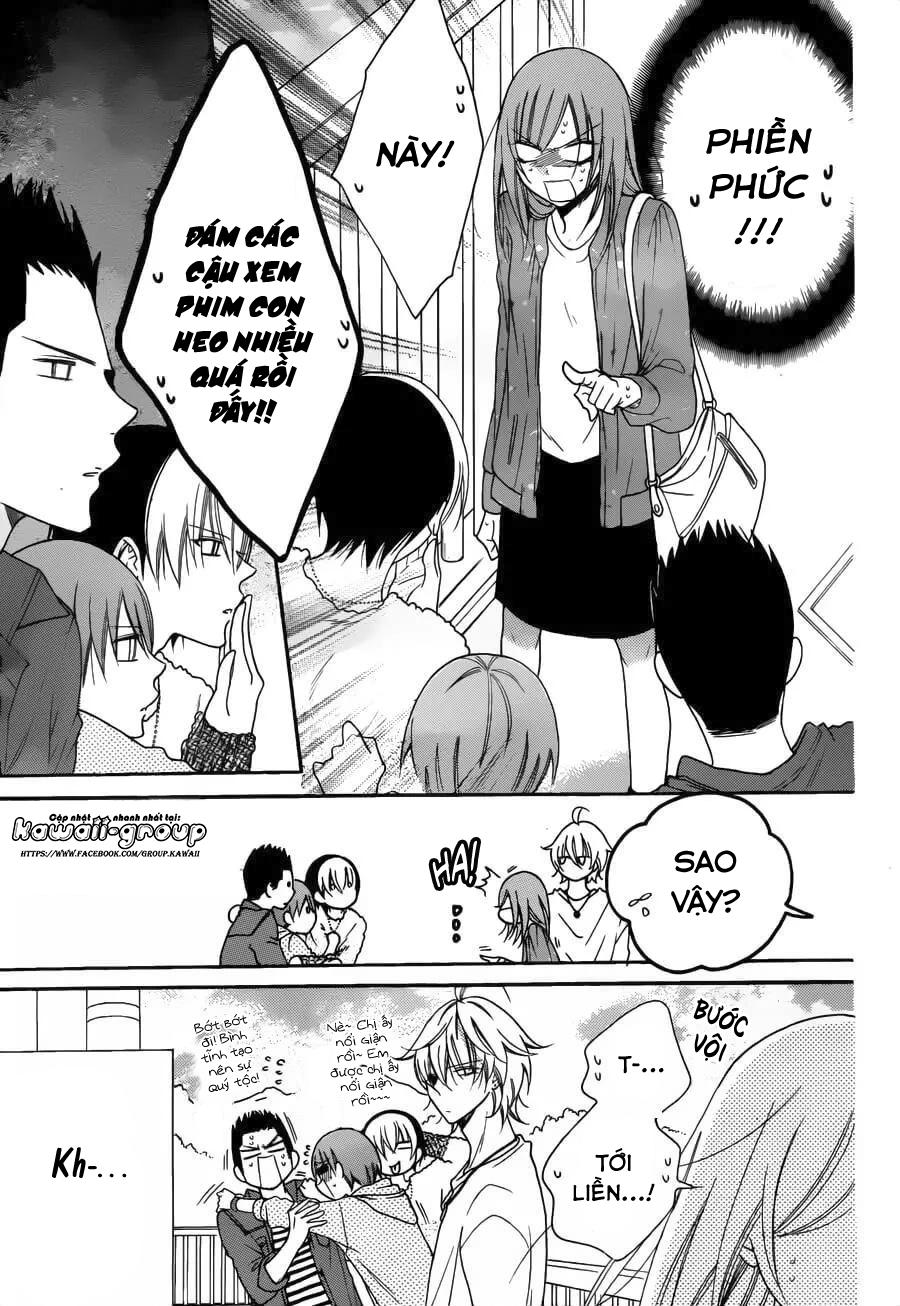 PHIỀN
PHỨC
!!!
NÀY!
ĐÁM CÁC
CẬU XEM
PHIM CON
HEO NHIỀU
QUÁ RỒI
ĐẤY!!
SAO
VẬY?
HA!
Cập nhật nhanh nhất tại:
kawaii-group
HTTPS://WWW.FACEBOOK.COM/GROUP.KAWAII
BƯỚC
VỘI
T-...
TỚI
LIỀN...!
Nè~ Chị ấy
nổi giận
rồi~ Em
được chị ấy
nổi giận
rồi~~~
Bớt bớt
đi! Bình
tĩnh tạo
nên sự
quý tộc!
Kh-...